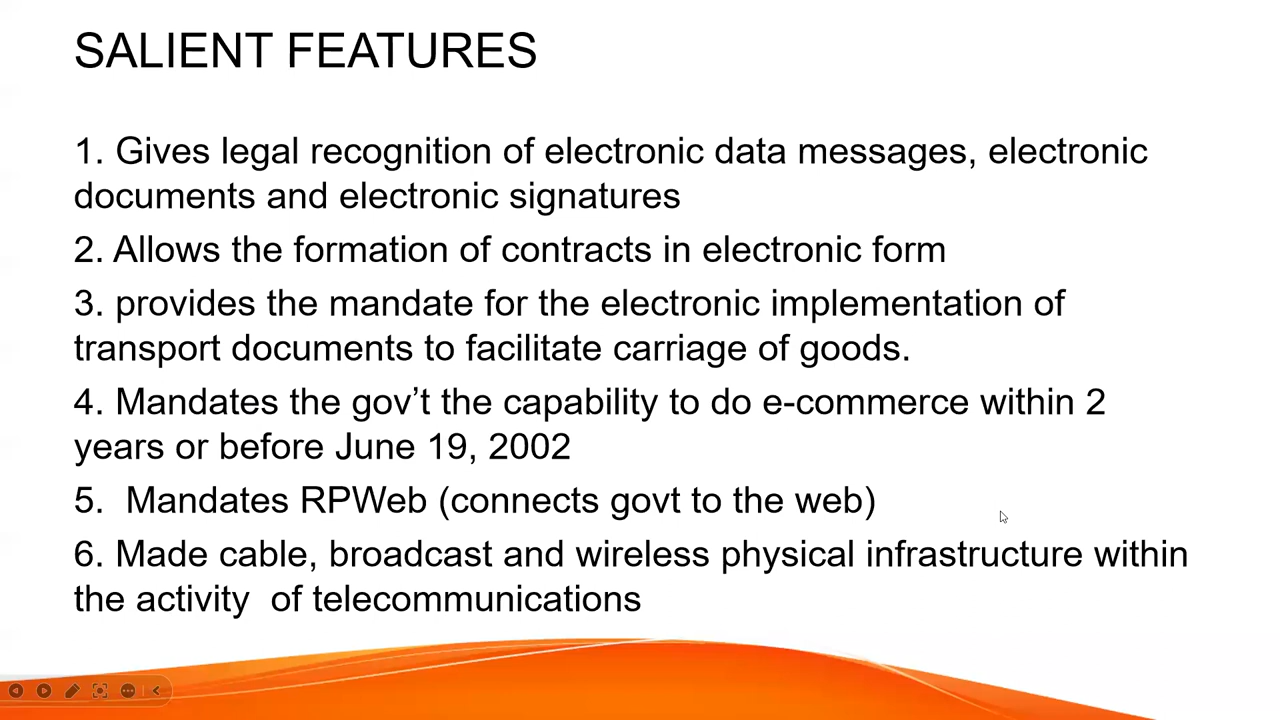 SALIENT FEATURES
1. Gives legal recognition of electronic data messages, electronic
documents and electronic signatures
2. Allows the formation of contracts in electronic form
3. provides the mandate for the electronic implementation of
transport documents to facilitate carriage of goods.
4. Mandates the gov’t the capability to do e-commerce within 2
years or before June 19, 2002
5.  Mandates RPWeb (connects govt to the web)
6. Made cable, broadcast and wireless physical infrastructure within
the activity  of telecommunications